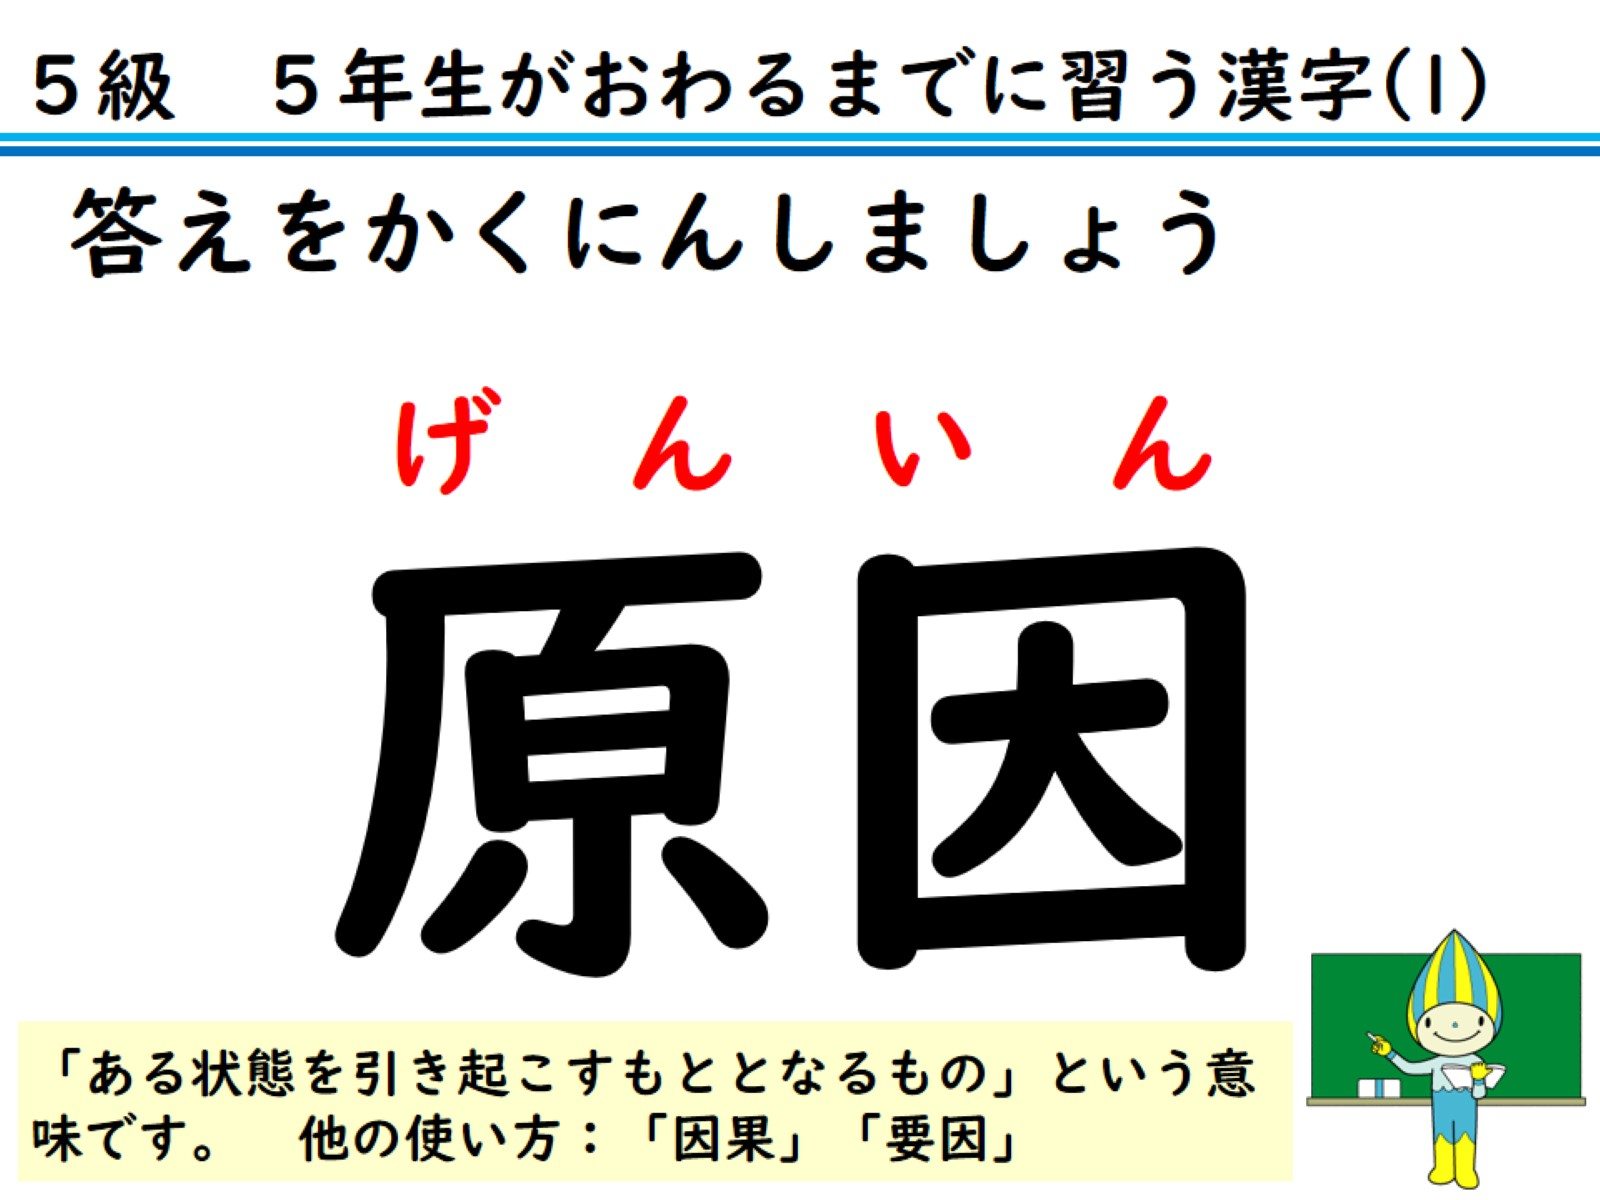 ５級　５年生がおわるまでに習う漢字(1)
答えをかくにんしましょう
げんいん
原因
「ある状態を引き起こすもととなるもの」という意
味です。　他の使い方：「因果」「要因」